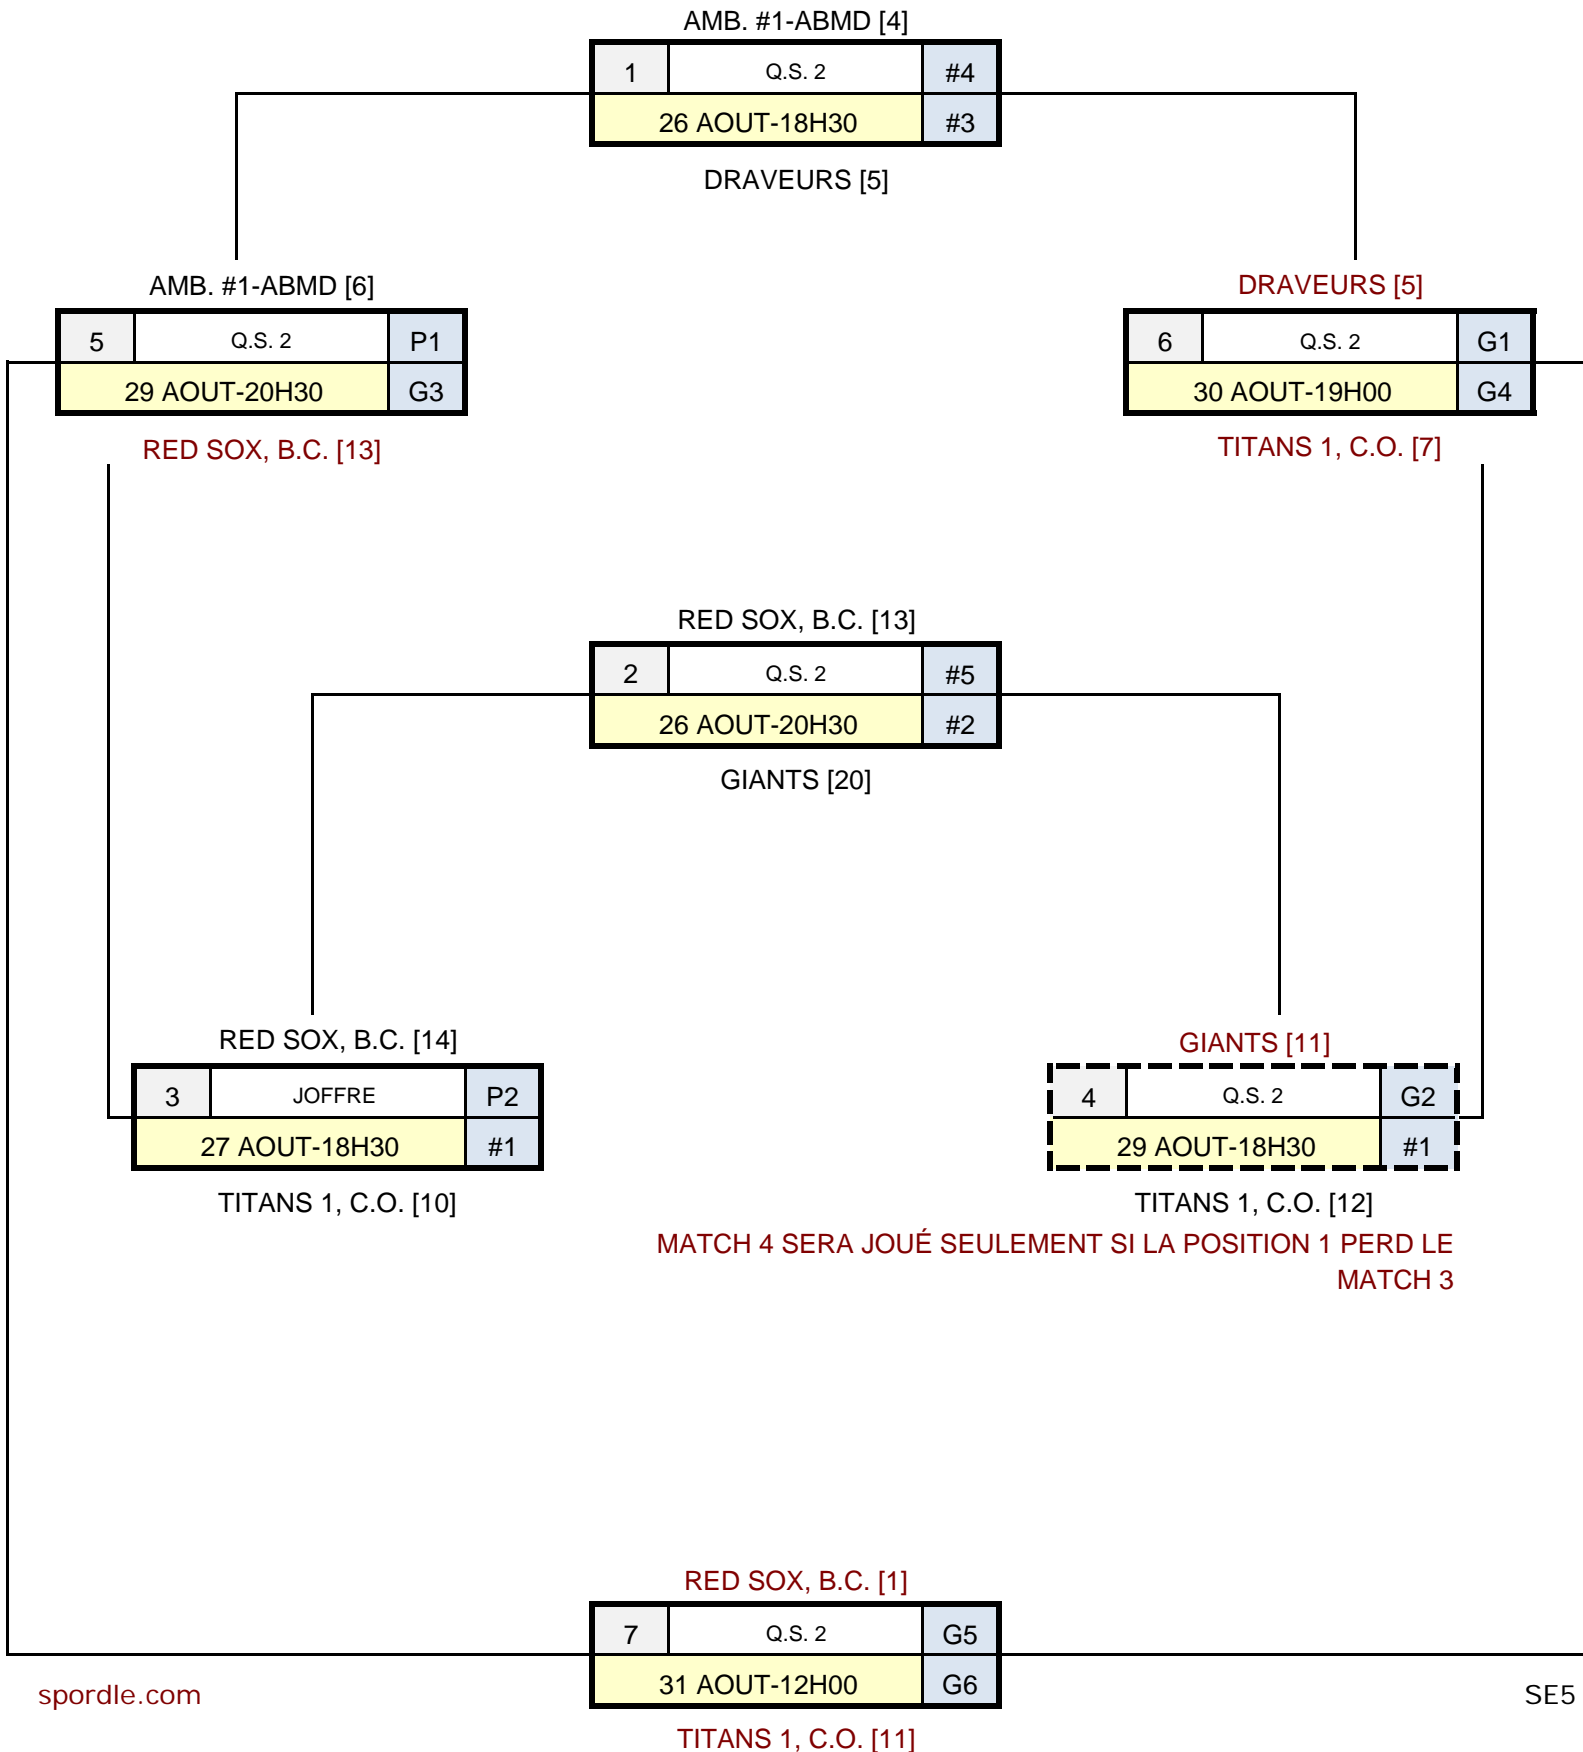 AMB. #1-ABMD [4]
1 Q.S. 2 #4
26 AOUT-18H30 #3
DRAVEURS [5]
AMB. #1-ABMD [6]
5 Q.S. 2 P1
29 AOUT-20H30 G3
RED SOX, B.C. [13]
DRAVEURS [5]
6 Q.S. 2 G1
30 AOUT-19H00 G4
TITANS 1, C.O. [7]
RED SOX, B.C. [13]
2 Q.S. 2 #5
26 AOUT-20H30 #2
GIANTS [20]
RED SOX, B.C. [14]
3 JOFFRE P2
27 AOUT-18H30 #1
TITANS 1, C.O. [10]
GIANTS [11]
4 Q.S. 2 G2
29 AOUT-18H30 #1
TITANS 1, C.O. [12]
MATCH 4 SERA JOUÉ SEULEMENT SI LA POSITION 1 PERD LE
MATCH 3
RED SOX, B.C. [1]
7 Q.S. 2 G5
31 AOUT-12H00 G6
TITANS 1, C.O. [11]
spordle.com
SE5